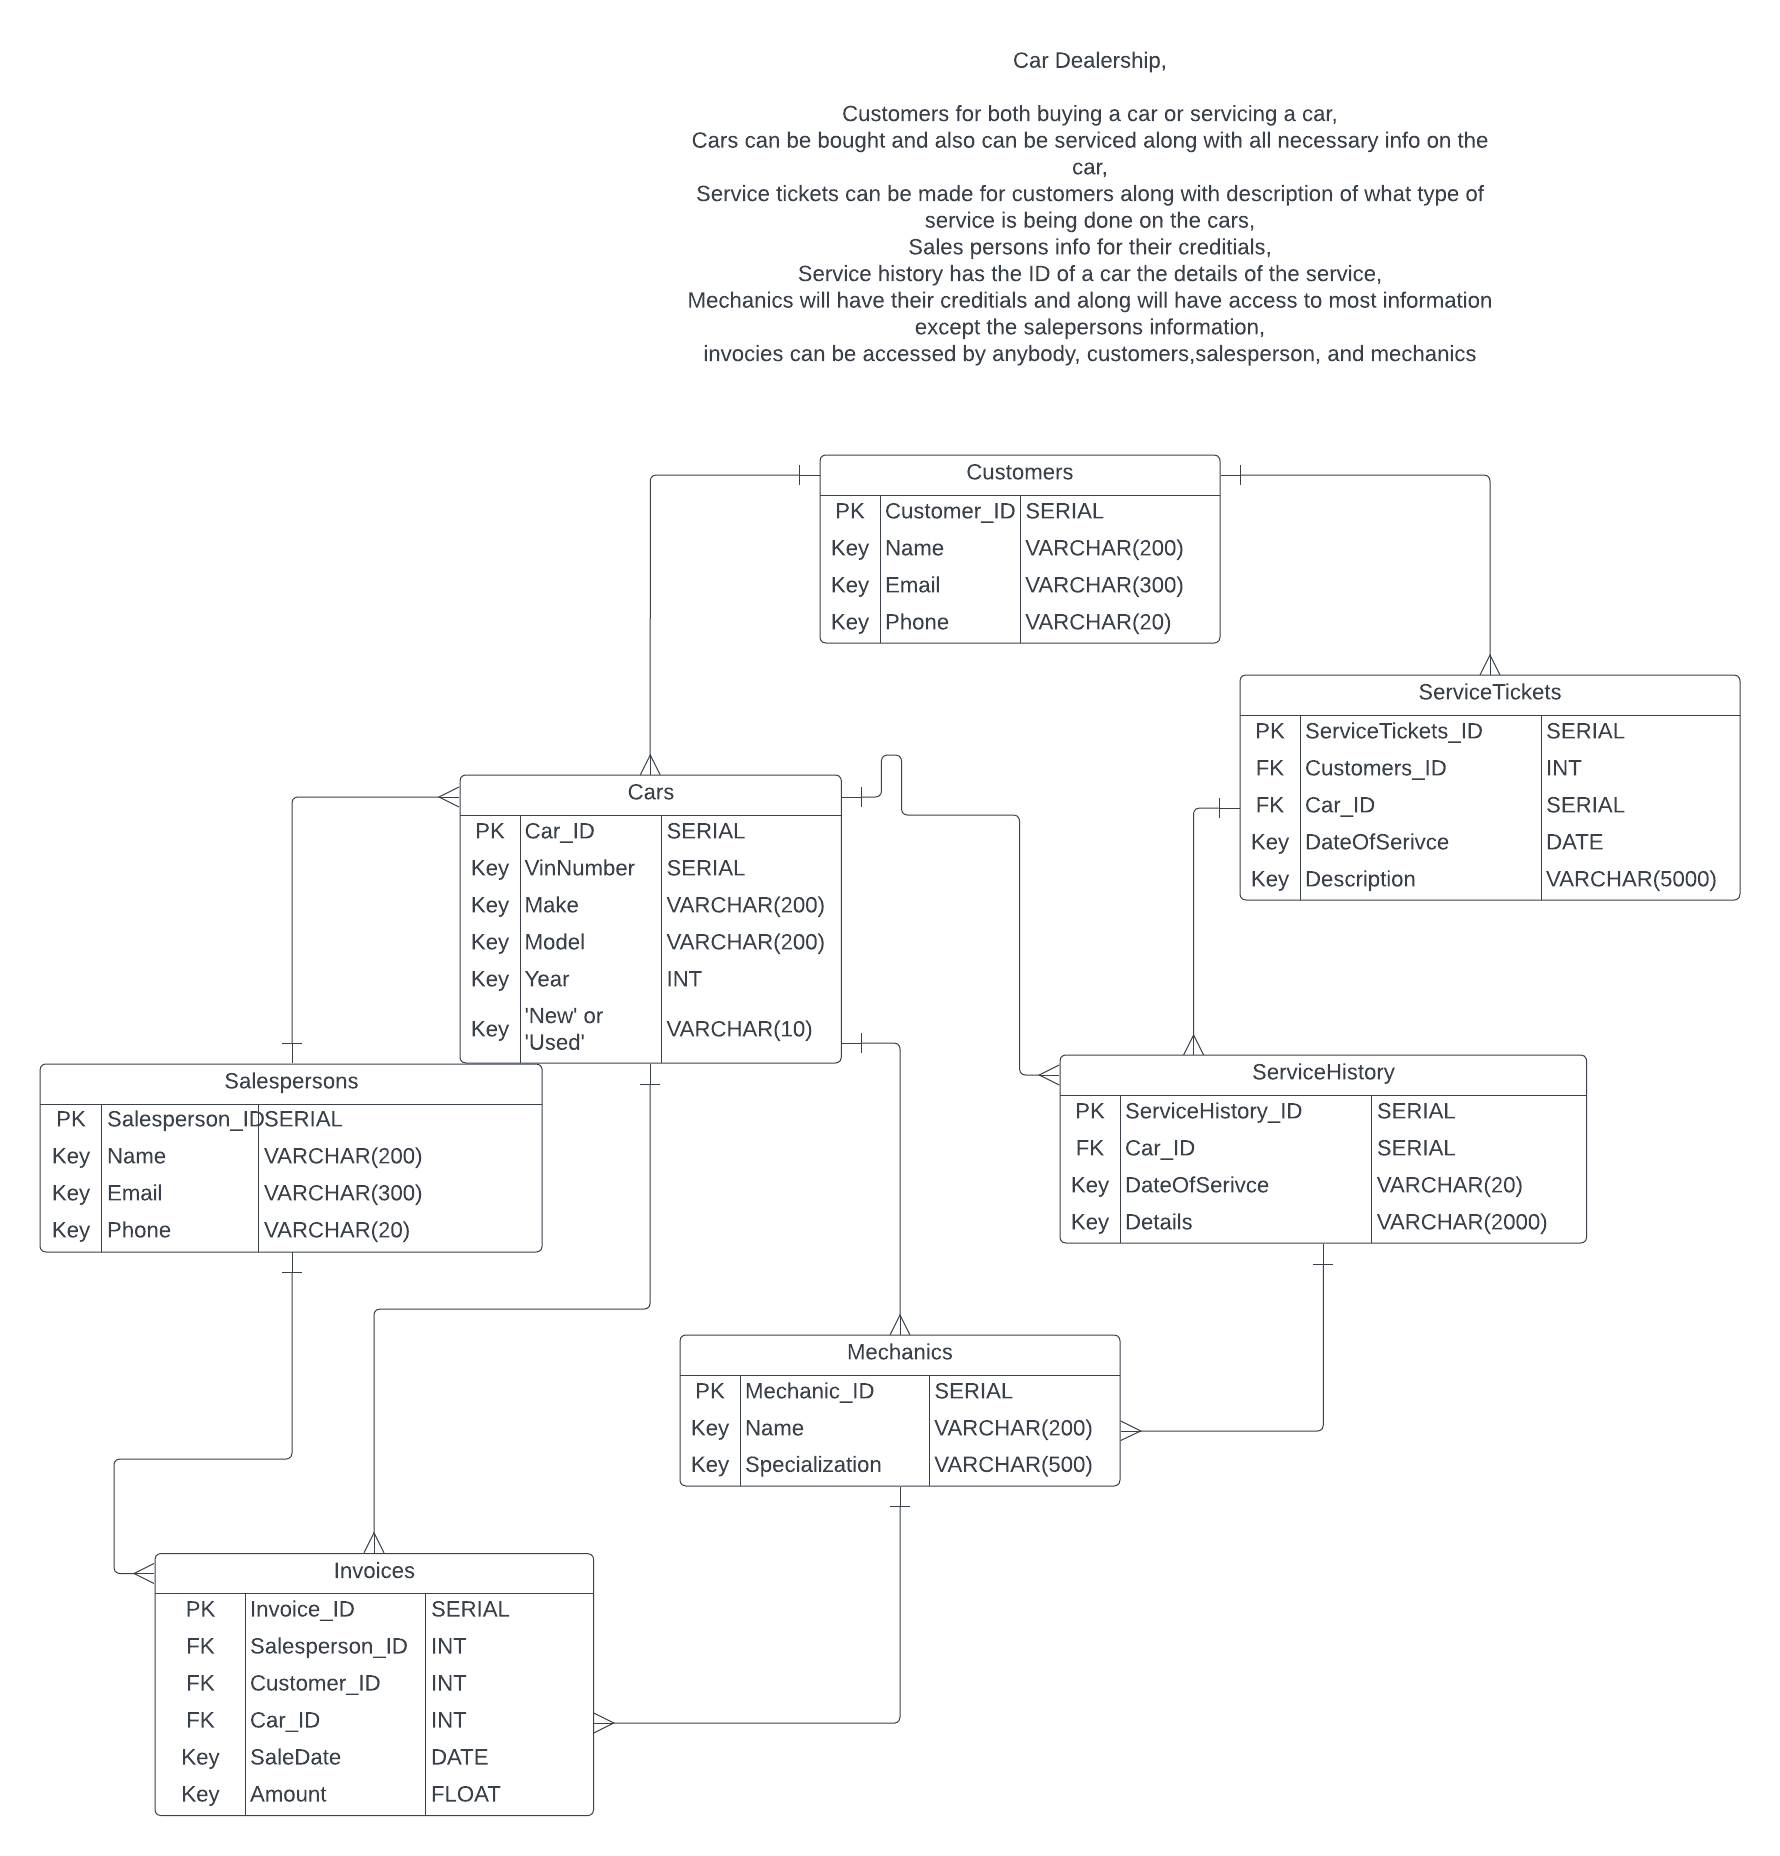 Car Dealership,
Customers for both buying a car or servicing a car,
Cars can be bought and also can be serviced along with all necessary info on the
car,
Service tickets can be made for customers along with description of what type of
service is being done on the cars,
Sales persons info for their creditials,
Service history has the ID of a car the details of the service,
Mechanics will have their creditials and along will have access to most information
except the salepersons information,
invocies can be accessed by anybody, customers,salesperson, and mechanics
Customers
PK Customer_ID SERIAL
Key Name VARCHAR(200)
Key Email VARCHAR(300)
Key Phone VARCHAR(20)
ServiceTickets
PK ServiceTickets_ID SERIAL
FK Customers_ID INT
FK Car_ID SERIAL
Key DateOfSerivce DATE
Key Description VARCHAR(5000)
Cars
PK Car_ID SERIAL
Key VinNumber SERIAL
Key Make VARCHAR(200)
Key Model VARCHAR(200)
Key Year INT
Key 'New' or
'Used' VARCHAR(10)
Salespersons
PK Salesperson_ID SERIAL
Key Name VARCHAR(200)
Key Email VARCHAR(300)
Key Phone VARCHAR(20)
ServiceHistory
PK ServiceHistory_ID SERIAL
FK Car_ID SERIAL
Key DateOfSerivce VARCHAR(20)
Key Details VARCHAR(2000)
Mechanics
PK Mechanic_ID SERIAL
Key Name VARCHAR(200)
Key Specialization VARCHAR(500)
Invoices
PK Invoice_ID SERIAL
FK Salesperson_ID INT
FK Customer_ID INT
FK Car_ID INT
Key SaleDate DATE
Key Amount FLOAT